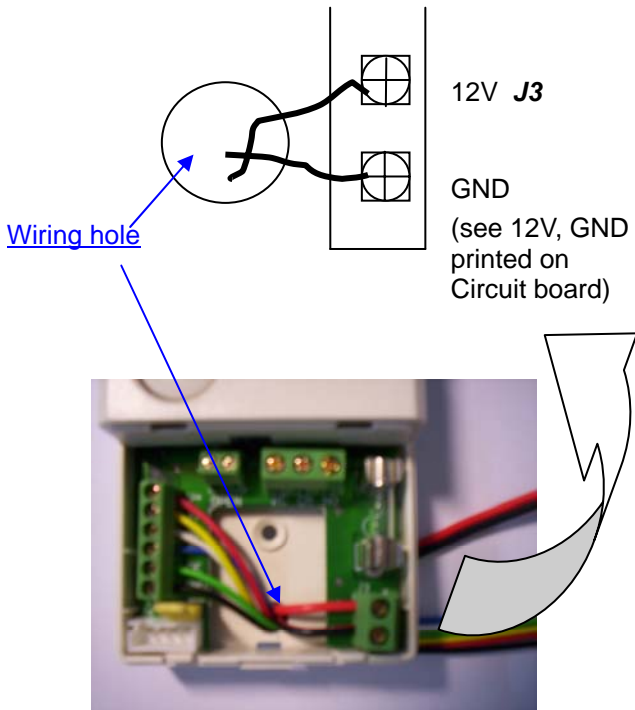 12V J3
GND
(see 12V, GND
printed on
Circuit board)
Wiring hole